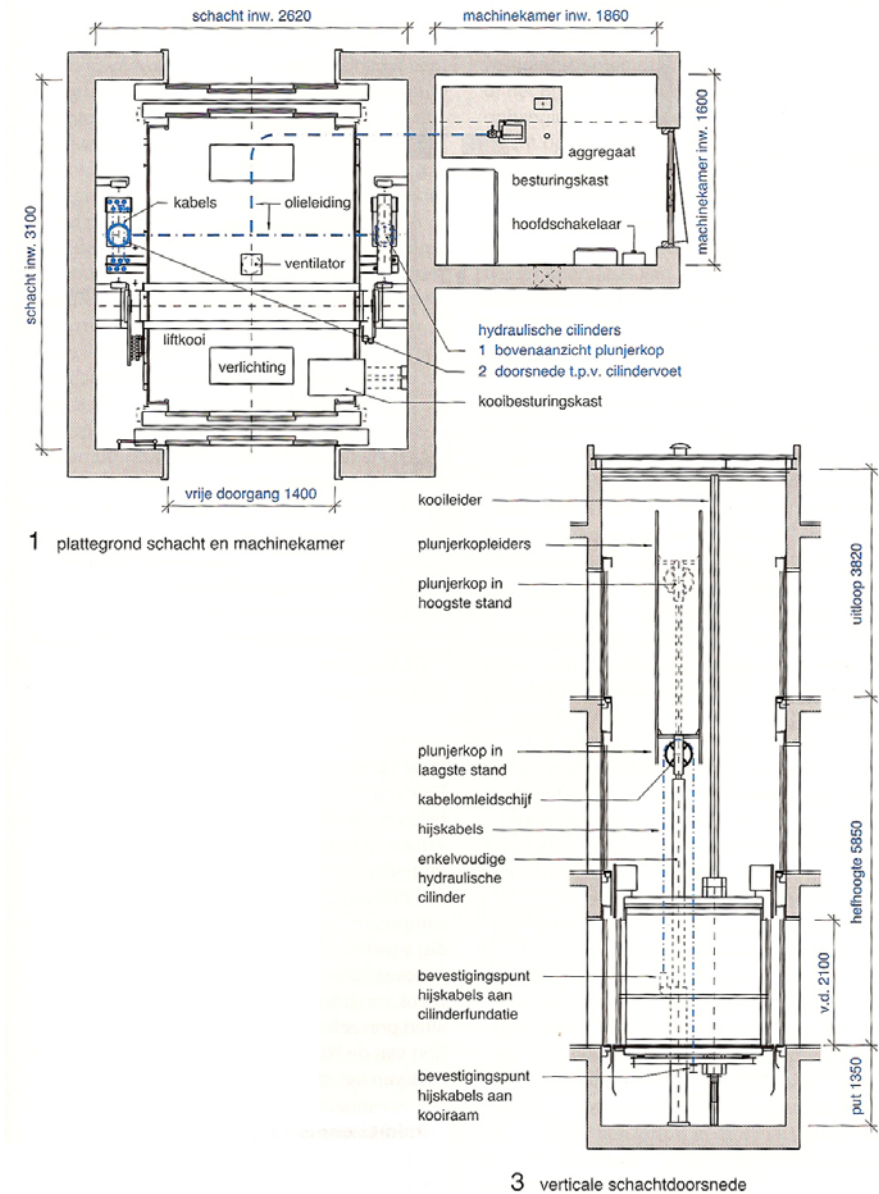 schacht inw. 2620
machinekamer inw. 1860
schacht inw. 3100
machinekamer inw. 1600
aggregaat
besturingskast
hoofdschakelaar
kabels
olieleiding
ventilator
liftkooi
verlichting
hydraulische cilinders
1 bovenaanzicht plunjerkop
2 doorsnede t.p.v. cilindervoet
kooibesturingskast
vrije doorgang 1400
1 plattegrond schacht en machinekamer
kooileider
plunjerkopleiders
plunjerkop in
hoogste stand
plunjerkop in
laagste stand
kabelomleidschijf
hijskabels
enkelvoudige
hydraulische
cilinder
bevestigingspunt
hijskabels aan
cilinderfundatie
bevestigingspunt
hijskabels aan
kooiraam
uitloop 3820
hefhoogte 5850
v.d. 2100
put 1350
3 verticale schachtdoorsnede